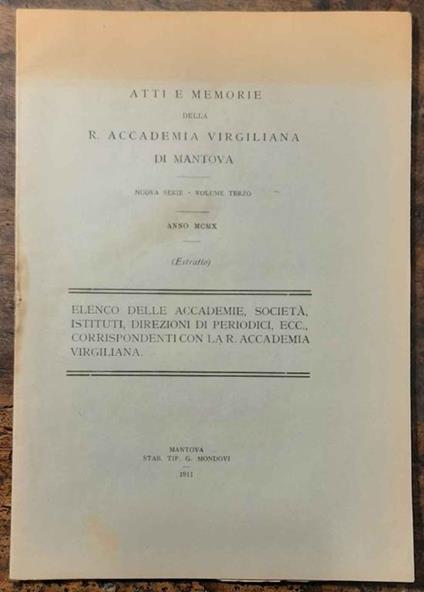 ATTI E MEMORIE
DELLA
R. ACCADEMIA VIRGILIANA
DI MANTOVA
NUOVA SERIE - VOLUME TERZO
ANNO MCMX
(Estratto)
ELENCO DELLE ACCADEMIE, SOCIETÀ,
ISTITUTI, DIREZIONI DI PERIODICI, ECC.,
CORRISPONDENTI CON LA R. ACCADEMIA
VIRGILIANA.
MANTOVA
STAB. TIP. G. MONDOVI
1911